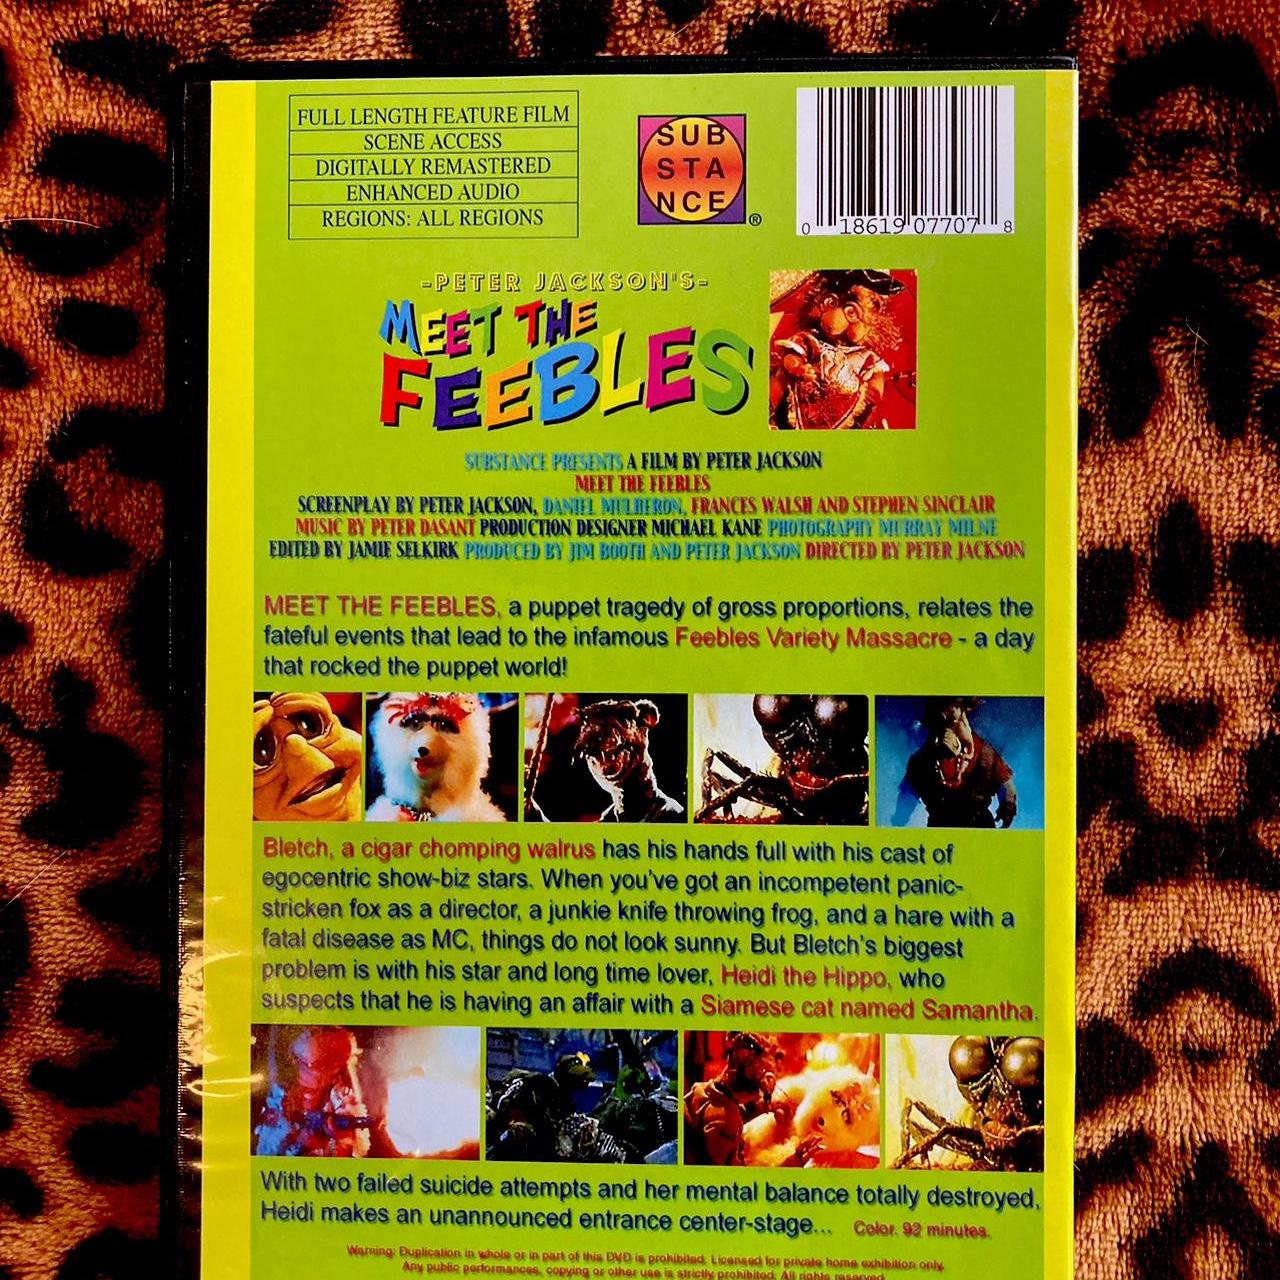 FULL LENGTH FEATURE FILM
SCENE ACCESS
DIGITALLY REMASTERED
ENHANCED AUDIO
REGIONS: ALL REGIONS
SUB
STA
NCE
®
0 18619 07707 8
-PETER JACKSON'S-
MEET THE
FEEBLES
SUBSTANCE PRESENTS A FILM BY PETER JACKSON
MEET THE FEEBLES
SCREENPLAY BY PETER JACKSON, DANIEL MULHERON, FRANCES WALSH AND STEPHEN SINCLAIR
MUSIC BY PETER DASANT PRODUCTION DESIGNER MICHAEL KANE PHOTOGRAPHY MURRAY MILNE
EDITED BY JAMIE SELKIRK PRODUCED BY JIM BOOTH AND PETER JACKSON DIRECTED BY PETER JACKSON
MEET THE FEEBLES, a puppet tragedy of gross proportions, relates the
fateful events that lead to the infamous Feebles Variety Massacre - a day
that rocked the puppet world!
Bletch, a cigar chomping walrus has his hands full with his cast of
egocentric show-biz stars. When you've got an incompetent panic-
stricken fox as a director, a junkie knife throwing frog, and a hare with a
fatal disease as MC, things do not look sunny. But Bletch's biggest
problem is with his star and long time lover, Heidi the Hippo, who
suspects that he is having an affair with a Siamese cat named Samantha.
With two failed suicide attempts and her mental balance totally destroyed,
Heidi makes an unannounced entrance center-stage... Color. 92 minutes.
Warning: Duplication in whole or in part of this DVD is prohibited. Licensed for private home exhibition only.
Any public performances, copying or other use is strictly prohibited. All rights reserved.